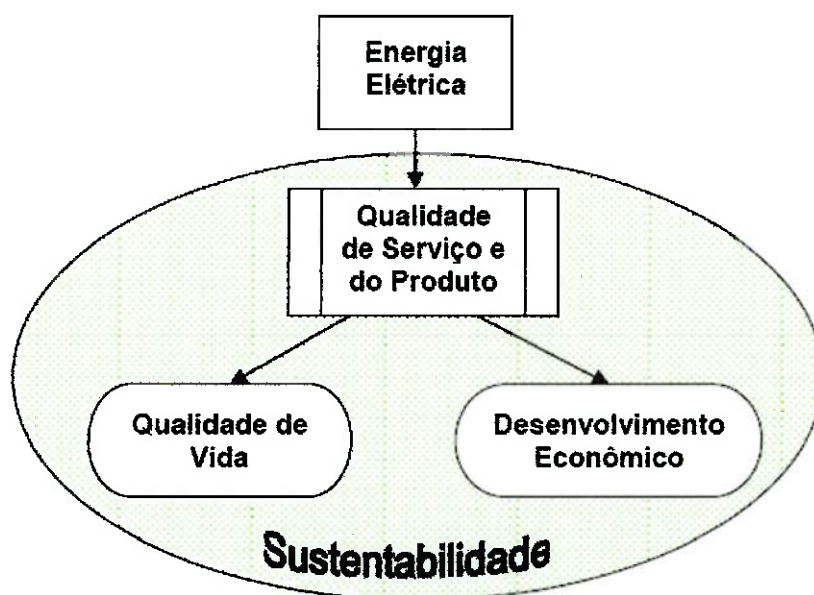 Energia
Elétrica
Qualidade
de Serviço e
do Produto
Qualidade de
Vida
Desenvolvimento
Econômico
Sustentabilidade